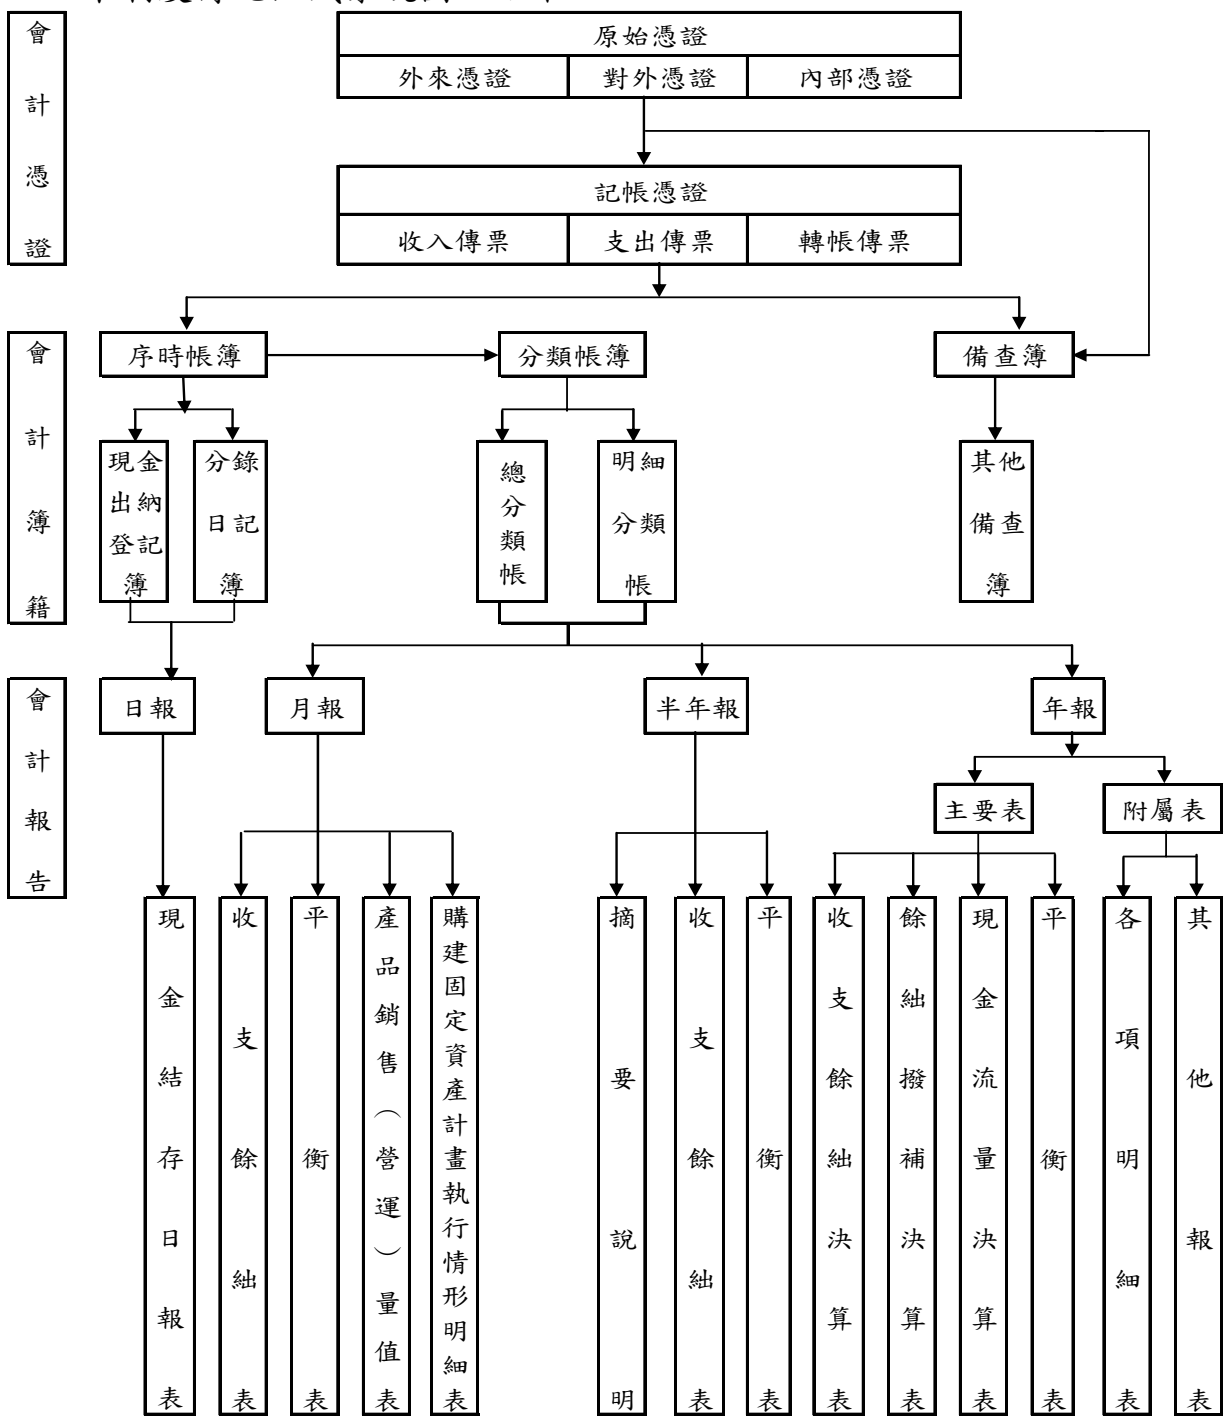 會計憑證
原始憑證
外來憑證 對外憑證 內部憑證
記帳憑證
收入傳票 支出傳票 轉帳傳票
會計簿籍
序時帳簿 分類帳簿 備查簿
現金出納登記簿
分錄日記簿
總分類帳
明細分類帳
其他備查簿
會計報告
日報 月報 半年報 年報
主要表 附屬表
現金結存日報表
收支餘絀表
平衡表
產品銷售（營運）量值表
購建固定資產計畫執行情形明細表
摘要說明
收支餘絀表
平衡表
收支餘絀決算表
餘絀撥補決算表
現金流量決算表
平衡表
各項明細表
其他報表